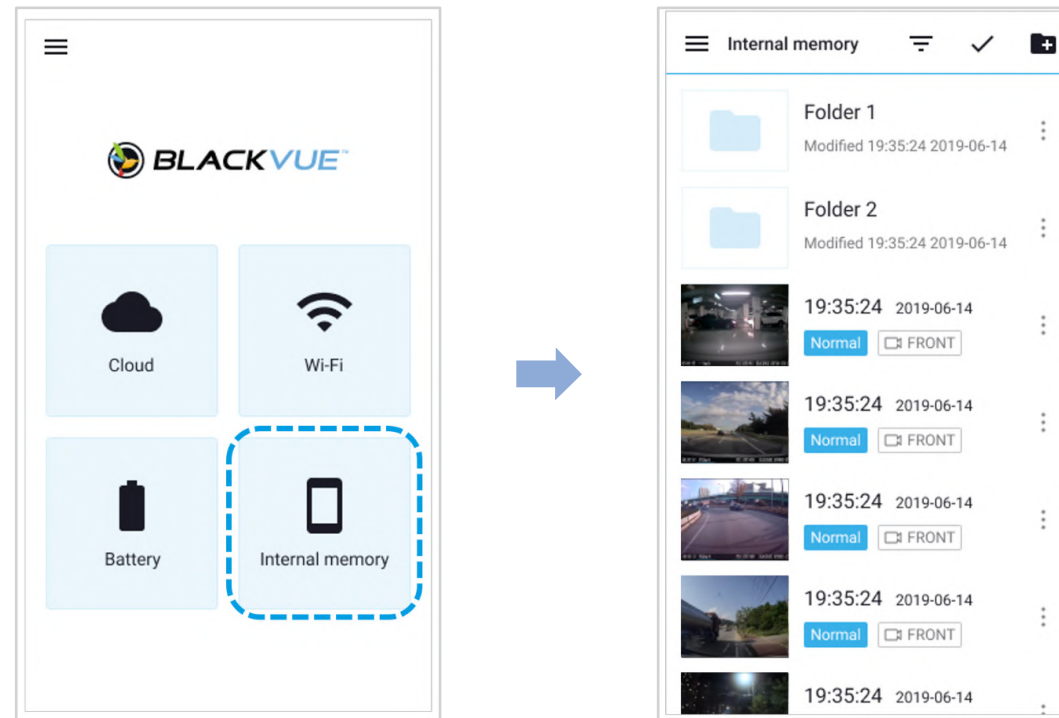 BLACKVUE™
Cloud
Wi-Fi
Battery
Internal memory
Internal memory
Folder 1
Modified 19:35:24 2019-06-14
Folder 2
Modified 19:35:24 2019-06-14
19:35:24 2019-06-14
Normal FRONT
19:35:24 2019-06-14
Normal FRONT
19:35:24 2019-06-14
Normal FRONT
19:35:24 2019-06-14
Normal FRONT
19:35:24 2019-06-14